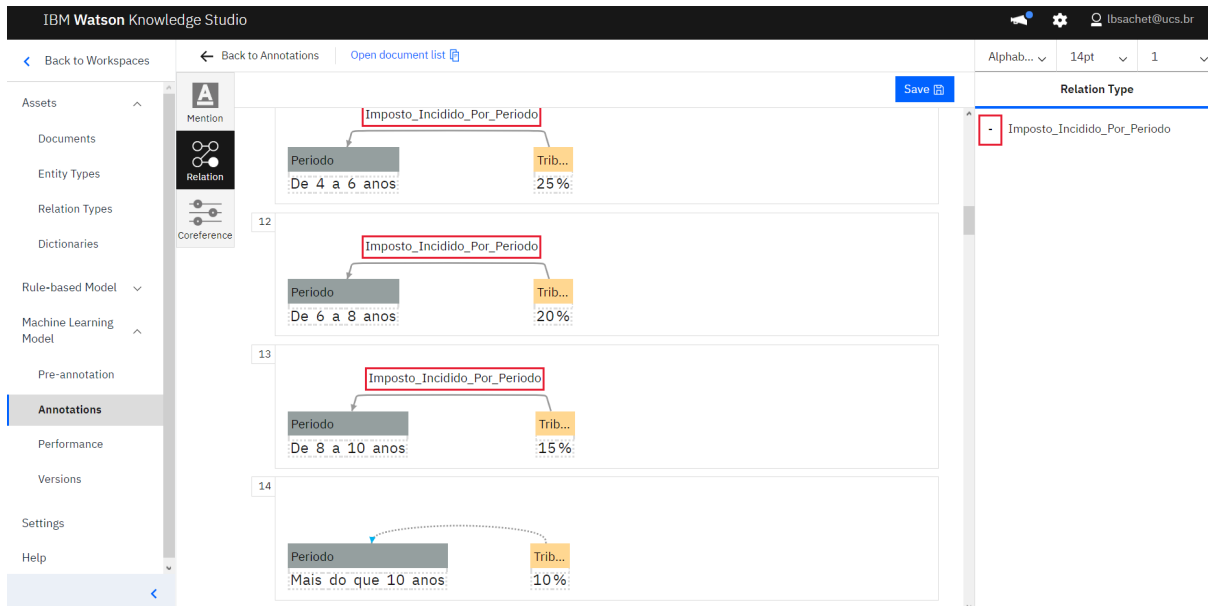 IBM Watson Knowledge Studio
lbsachet@ucs.br
Back to Workspaces
Back to Annotations
Open document list
Alphab...
14pt
1
Assets
Documents
Entity Types
Relation Types
Dictionaries
Rule-based Model
Machine Learning
Model
Pre-annotation
Annotations
Performance
Versions
Settings
Help
A
Mention
Relation
Coreference
Save
Imposto_Incidido_Por_Periodo
Periodo
Trib...
De 4 a 6 anos
25%
12
Imposto_Incidido_Por_Periodo
Periodo
Trib...
De 6 a 8 anos
20%
13
Imposto_Incidido_Por_Periodo
Periodo
Trib...
De 8 a 10 anos
15%
14
Periodo
Trib...
Mais do que 10 anos
10%
Relation Type
- Imposto_Incidido_Por_Periodo